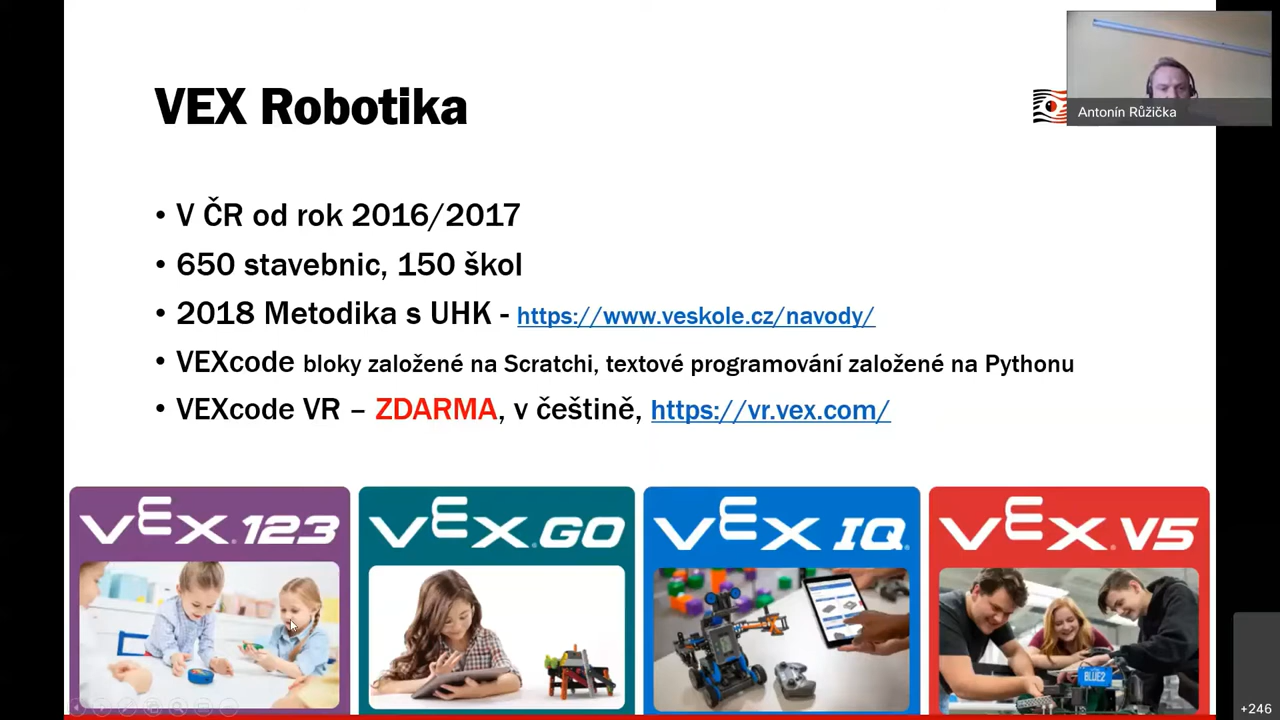 VEX Robotika
Antonín Růžička
• V ČR od rok 2016/2017
• 650 stavebnic, 150 škol
• 2018 Metodika s UHK - https://www.veskole.cz/navody/
• VEXcode bloky založené na Scratchi, textové programování založené na Pythonu
• VEXcode VR – ZDARMA, v češtině, https://vr.vex.com/
VEX 123
VEX GO
VEX IQ
VEX V5
BLUE2
+246